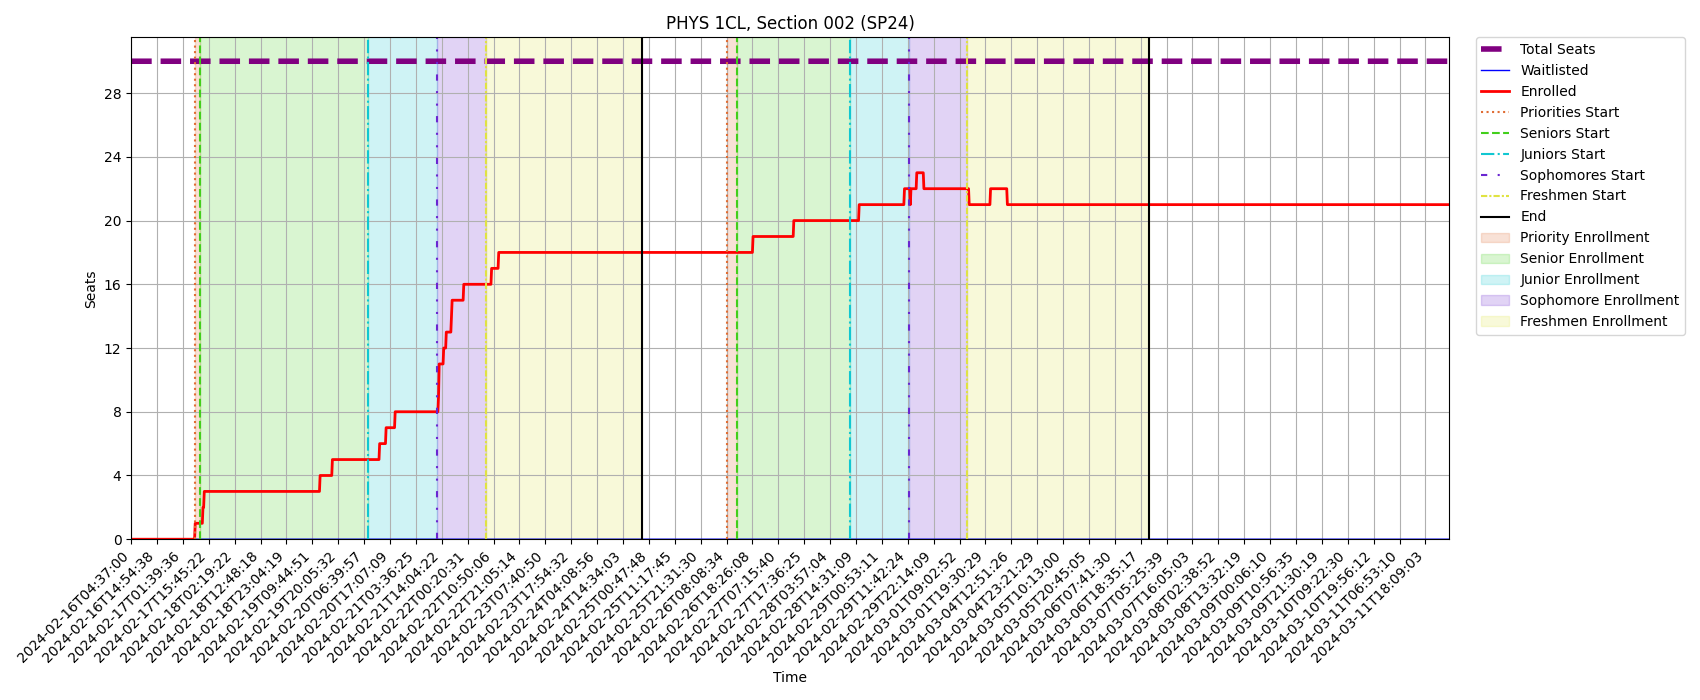 PHYS 1CL, Section 002 (SP24)
Total Seats
Waitlisted
Enrolled
Priorities Start
Seniors Start
Juniors Start
Sophomores Start
Freshmen Start
End
Priority Enrollment
Senior Enrollment
Junior Enrollment
Sophomore Enrollment
Freshmen Enrollment
Seats
28
24
20
16
12
8
4
0
2024-02-16T04:37:00
2024-02-16T14:54:38
2024-02-17T01:39:36
2024-02-17T15:45:22
2024-02-18T02:19:22
2024-02-18T12:48:18
2024-02-18T23:04:19
2024-02-19T09:44:51
2024-02-19T20:05:32
2024-02-20T06:39:57
2024-02-20T17:07:09
2024-02-21T03:36:25
2024-02-21T14:04:22
2024-02-22T00:20:31
2024-02-22T10:50:06
2024-02-22T21:05:14
2024-02-23T07:40:50
2024-02-23T17:54:32
2024-02-24T04:08:56
2024-02-24T14:34:03
2024-02-25T00:47:48
2024-02-25T11:17:45
2024-02-25T21:31:30
2024-02-26T08:08:34
2024-02-26T18:26:08
2024-02-27T07:15:40
2024-02-27T17:36:25
2024-02-28T03:57:04
2024-02-28T14:31:09
2024-02-29T00:53:11
2024-02-29T11:42:24
2024-02-29T22:14:09
2024-03-01T09:02:52
2024-03-01T19:30:29
2024-03-04T12:51:26
2024-03-04T23:21:29
2024-03-05T10:13:00
2024-03-05T20:45:05
2024-03-06T07:41:30
2024-03-06T18:35:17
2024-03-07T05:25:39
2024-03-07T16:05:03
2024-03-08T02:38:52
2024-03-08T13:32:19
2024-03-09T00:06:10
2024-03-09T10:56:35
2024-03-09T21:30:19
2024-03-10T09:22:30
2024-03-10T19:56:12
2024-03-11T06:53:10
2024-03-11T18:09:03
Time